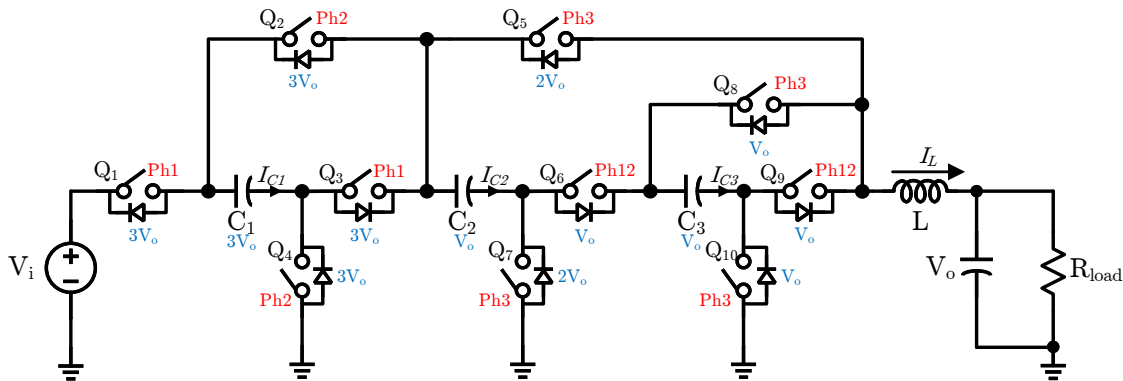 Q2 Ph2
3Vo
Q5 Ph3
2Vo
Q8 Ph3
Vo
Q1 Ph1
3Vo
IC1
C1
3Vo
Q3 Ph1
3Vo
IC2
C2
Vo
Q6 Ph12
Vo
IC3
C3
Vo
Q9 Ph12
Vo
IL
L
Vi
Q4 3Vo
Ph2
Q7 2Vo
Ph3
Q10 Vo
Ph3
Vo
Rload